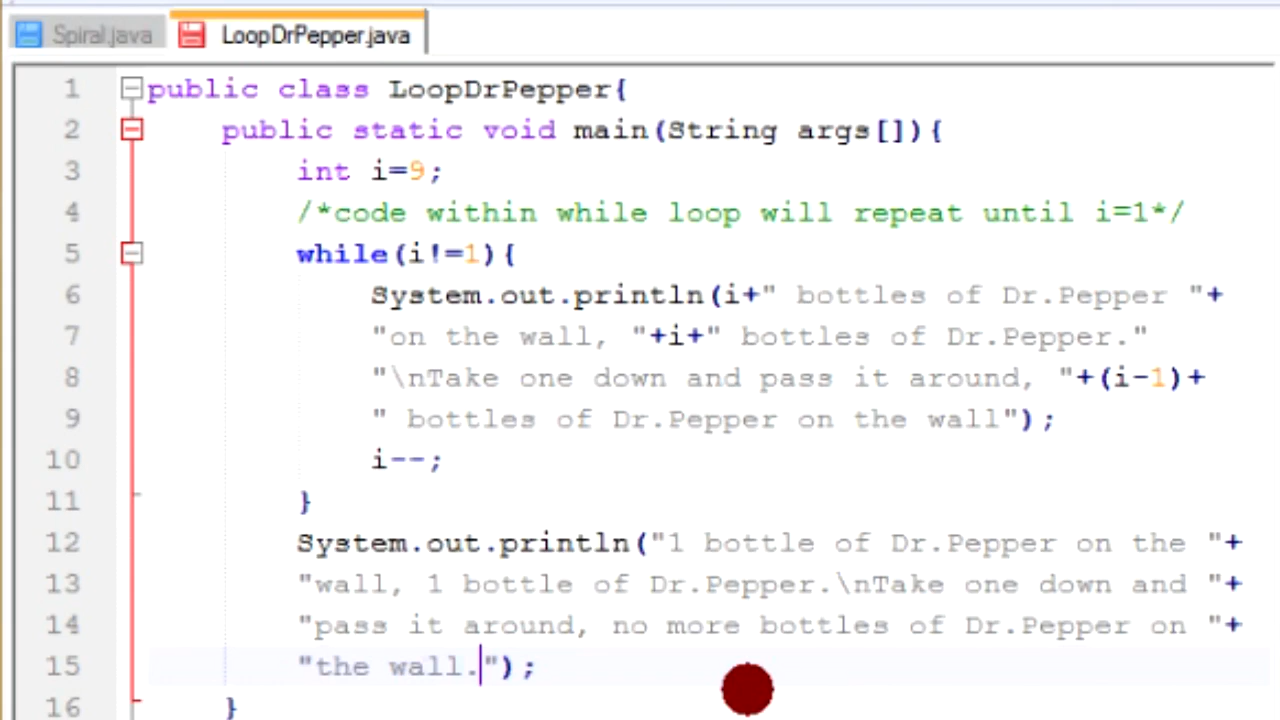 Spiral.java LoopDrPepper.java
1 public class LoopDrPepper{
2 public static void main(String args[]){
3 int i=9;
4 /*code within while loop will repeat until i=1*/
5 while(i!=1){
6 System.out.println(i+" bottles of Dr.Pepper "+
7 "on the wall, "+i+" bottles of Dr.Pepper."
8 "\nTake one down and pass it around, "+(i-1)+
9 " bottles of Dr.Pepper on the wall");
10 i--;
11 }
12 System.out.println("1 bottle of Dr.Pepper on the "+
13 "wall, 1 bottle of Dr.Pepper.\nTake one down and "+
14 "pass it around, no more bottles of Dr.Pepper on "+
15 "the wall.");
16 }